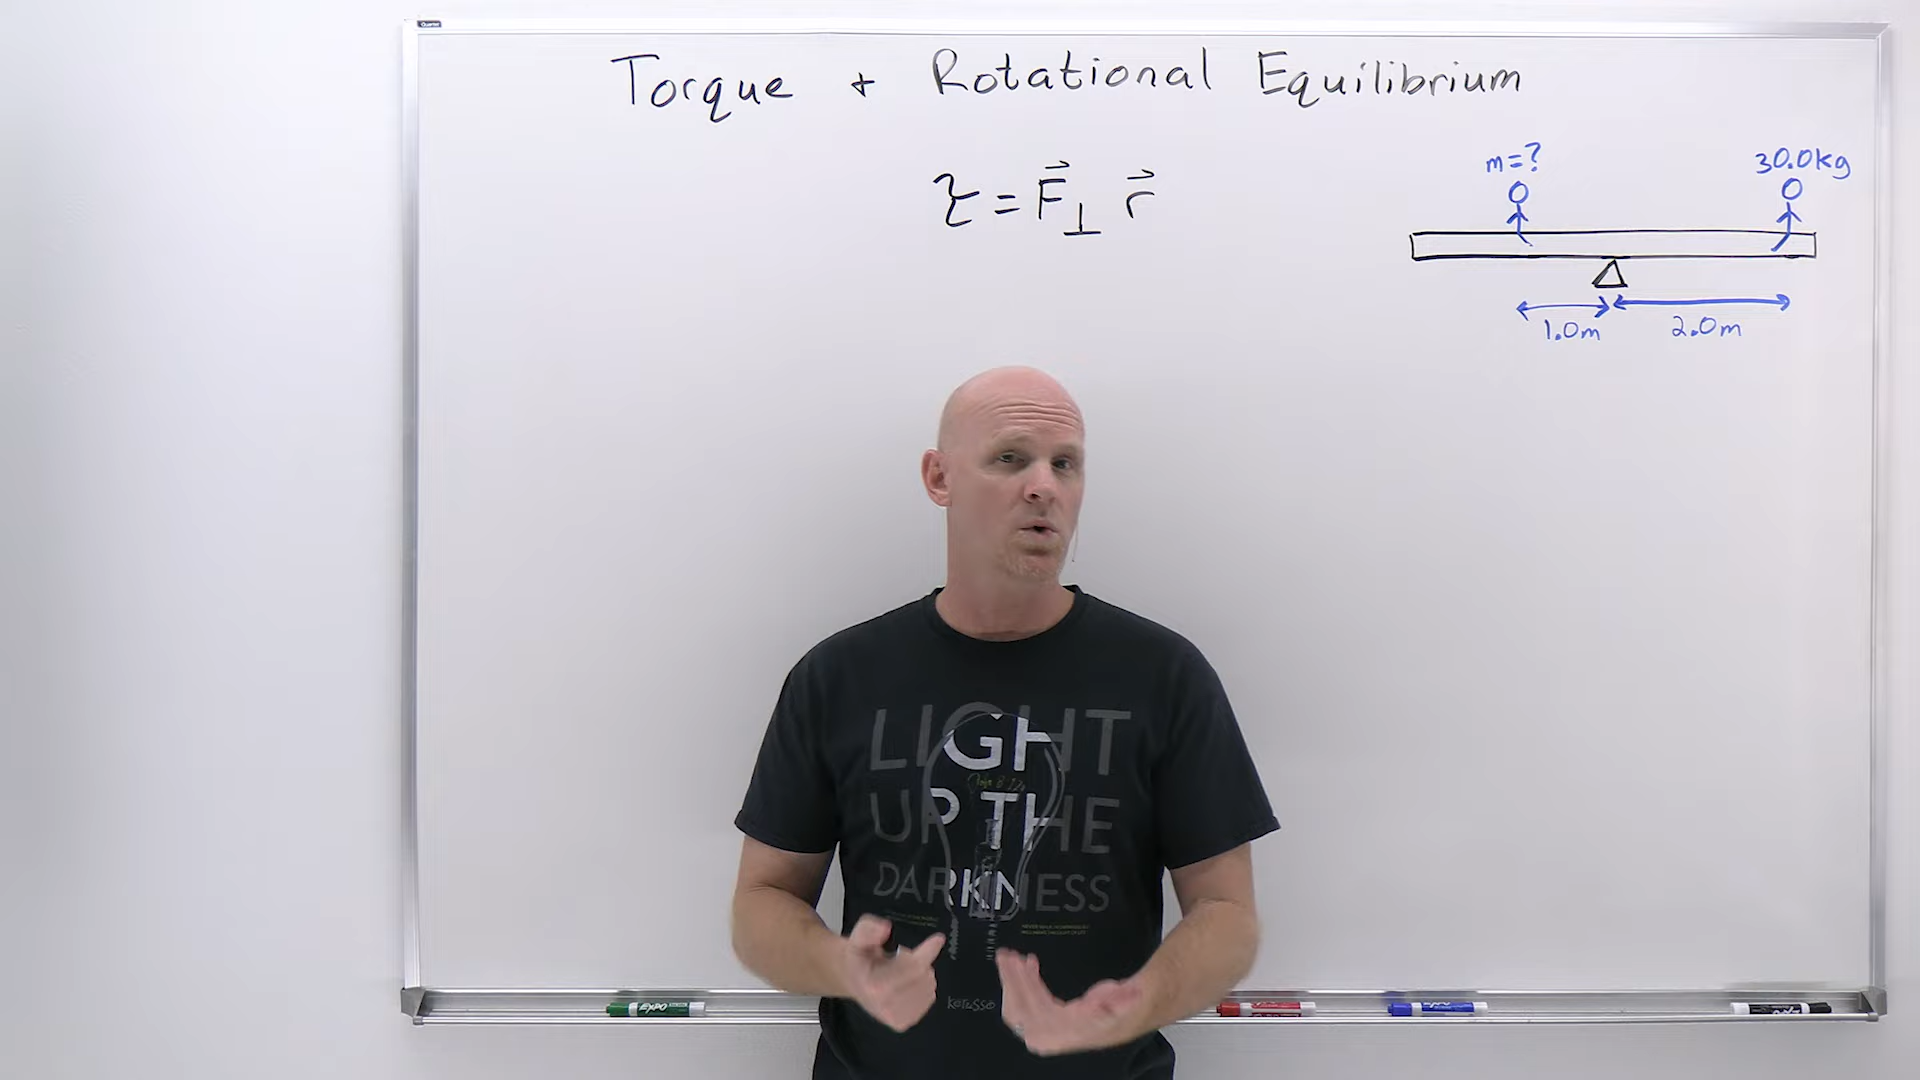 Torque + Rotational Equilibrium
τ = F⃗⊥ r⃗
m=?
30.0kg
1.0m
2.0m
LIGHT
UP THE
DARKNESS
EXPO